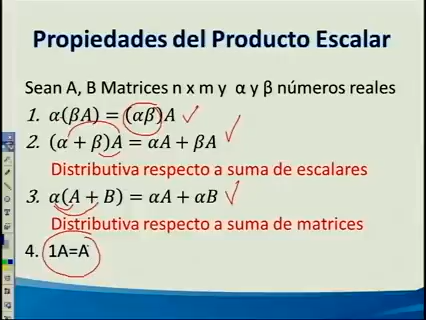 Propiedades del Producto Escalar
Sean A, B Matrices n x m y α y β números reales
1. α(βA) = (αβ)A
2. (α + β)A = αA + βA
Distributiva respecto a suma de escalares
3. α(A + B) = αA + αB
Distributiva respecto a suma de matrices
4. 1A=A